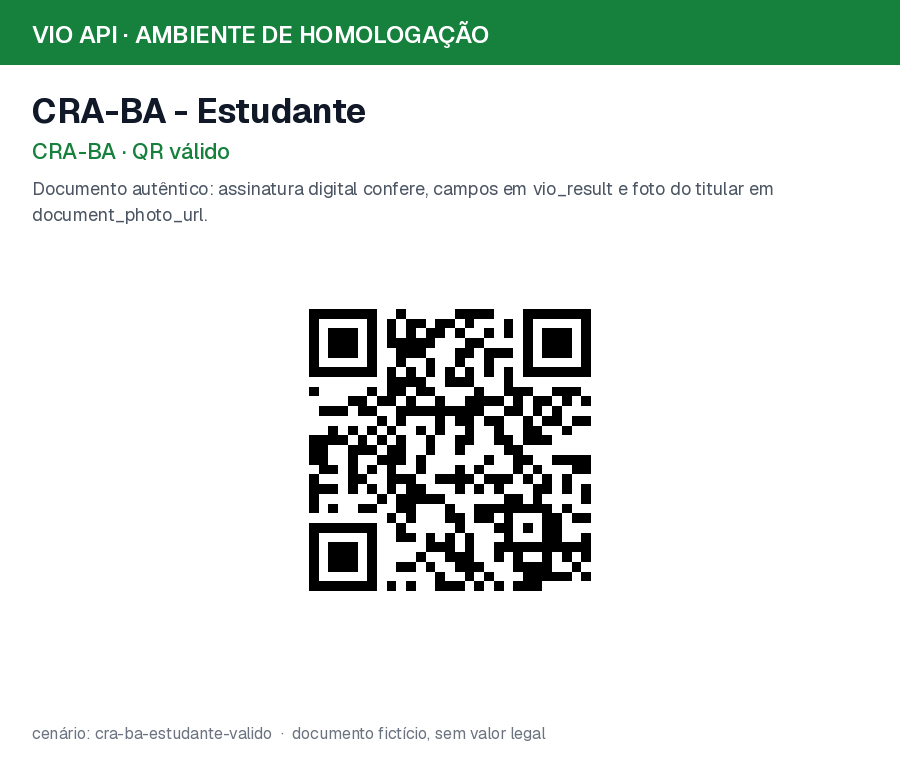 VIO API · AMBIENTE DE HOMOLOGAÇÃO
CRA-BA - Estudante
CRA-BA · QR válido
Documento autêntico: assinatura digital confere, campos em vio_result e foto do titular em
document_photo_url.
cenário: cra-ba-estudante-valido · documento fictício, sem valor legal